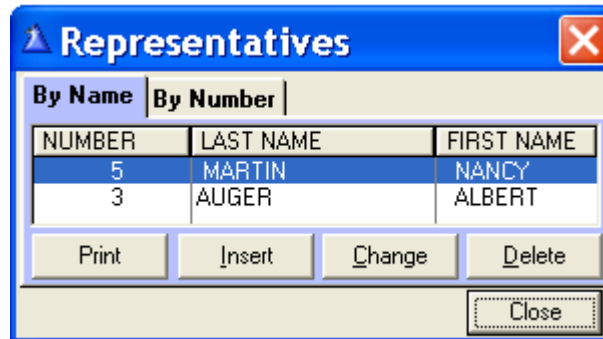 Representatives
By Name By Number
NUMBER LAST NAME FIRST NAME
5 MARTIN NANCY
3 AUGER ALBERT
Print Insert Change Delete
Close